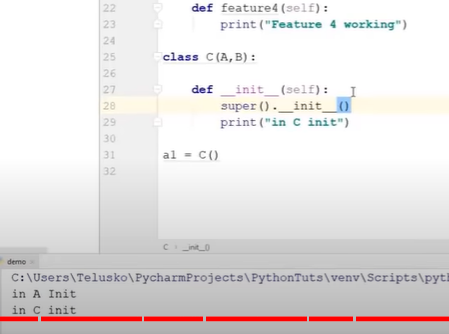 22 def feature4(self):
23 print("Feature 4 working")
24
25 class C(A,B):
26
27 def __init__(self):
28 super().__init__()
29 print("in C init")
30
31 a1 = C()
32
C > __init__()
demo ×
C:\Users\Telusko\PycharmProjects\PythonTuts\venv\Scripts\pyth
in A Init
in C init